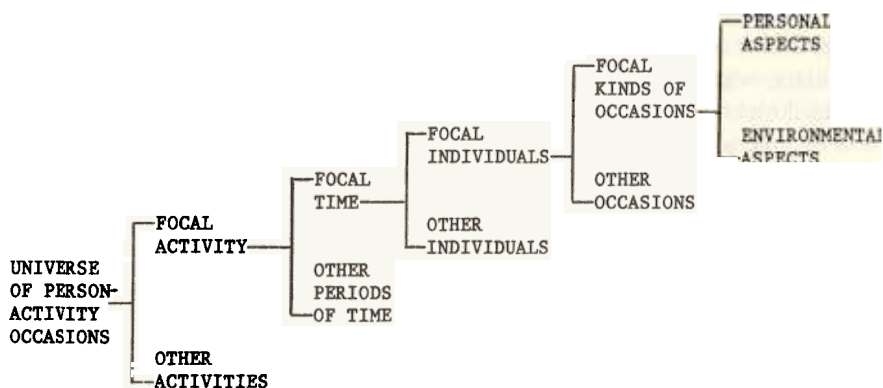 UNIVERSE
OF PERSON-
ACTIVITY
OCCASIONS
FOCAL
ACTIVITY
OTHER
ACTIVITIES
FOCAL
TIME
OTHER
PERIODS
OF TIME
FOCAL
INDIVIDUALS
OTHER
INDIVIDUALS
FOCAL
KINDS OF
OCCASIONS
OTHER
OCCASIONS
PERSONAL
ASPECTS
ENVIRONMENTAL
ASPECTS